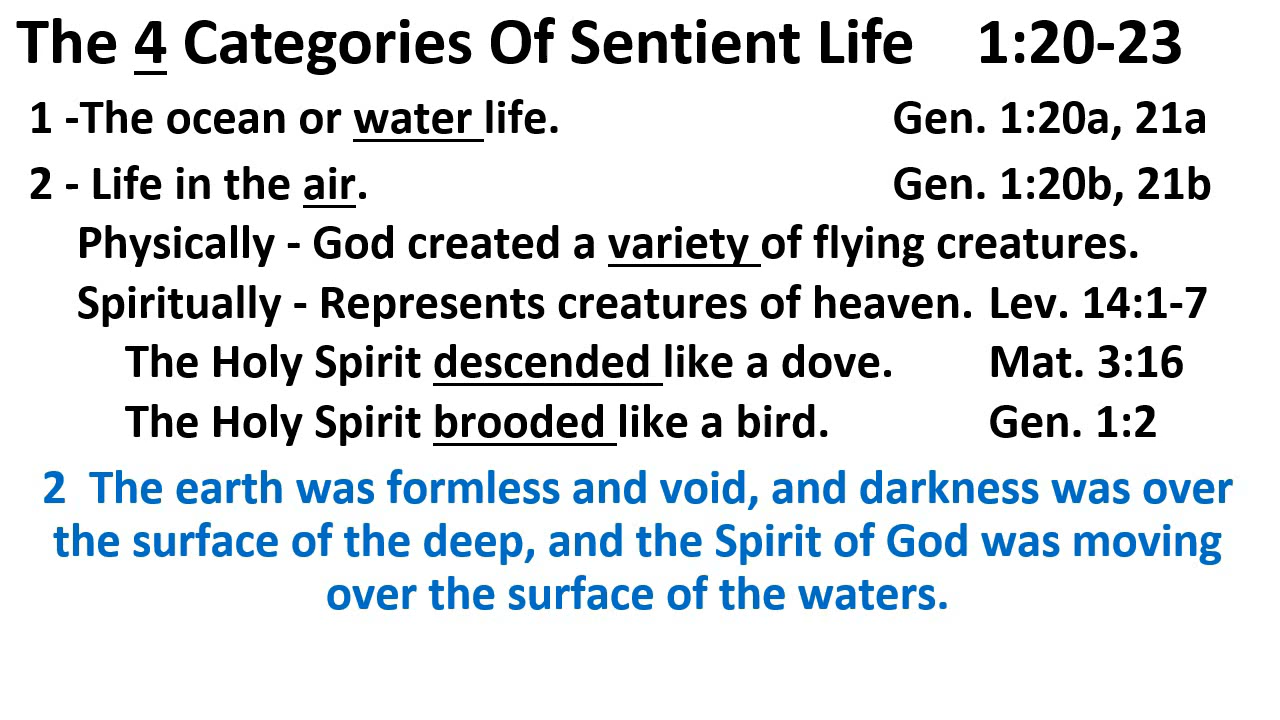 The 4 Categories Of Sentient Life 1:20-23
1 -The ocean or water life. Gen. 1:20a, 21a
2 - Life in the air. Gen. 1:20b, 21b
Physically - God created a variety of flying creatures.
Spiritually - Represents creatures of heaven. Lev. 14:1-7
The Holy Spirit descended like a dove. Mat. 3:16
The Holy Spirit brooded like a bird. Gen. 1:2
2 The earth was formless and void, and darkness was over
the surface of the deep, and the Spirit of God was moving
over the surface of the waters.